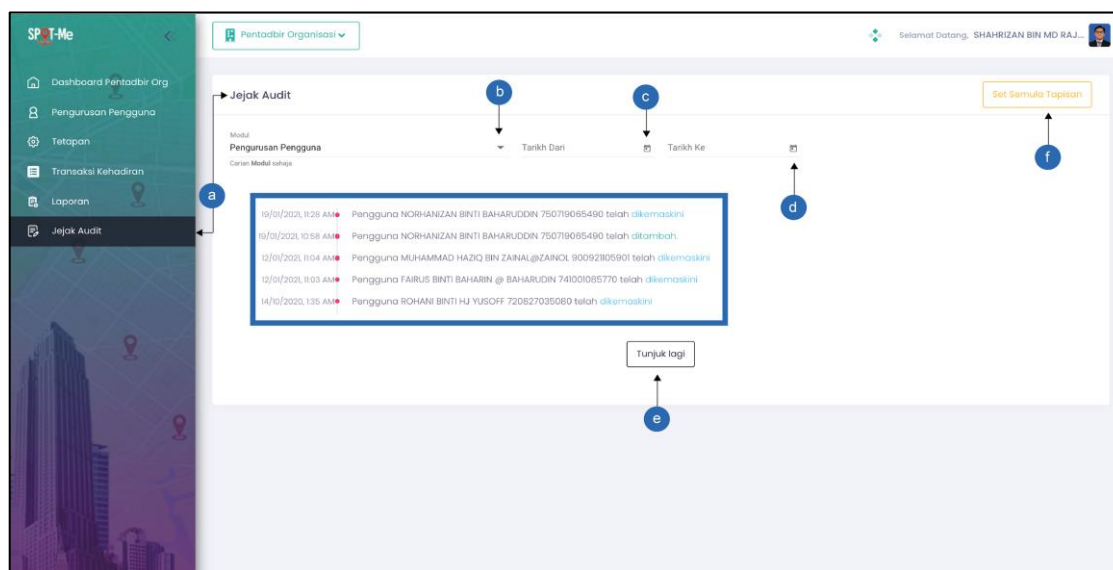 SPOT-Me
Pentadbir Organisasi
Selamat Datang, SHAHRIZAN BIN MD RAJ...
Dashboard Pentadbir Org
Pengurusan Pengguna
Tetapan
Transaksi Kehadiran
Laporan
Jejak Audit
a
Jejak Audit
b
c
Set Semula Tapisan
Modul
Pengurusan Pengguna
Tarikh Dari
Tarikh Ke
Carian Modul sahaja
d
f
19/01/2021, 11:28 AM Pengguna NORHANIZAN BINTI BAHARUDDIN 750719065490 telah dikemaskini
19/01/2021, 10:58 AM Pengguna NORHANIZAN BINTI BAHARUDDIN 750719065490 telah ditambah.
12/01/2021, 11:04 AM Pengguna MUHAMMAD HAZIQ BIN ZAINAL@ZAINOL 900921105901 telah dikemaskini
12/01/2021, 11:03 AM Pengguna FAIRUS BINTI BAHARIN @ BAHARUDIN 741001085770 telah dikemaskini
14/10/2020, 1:35 AM Pengguna ROHANI BINTI HJ YUSOFF 720827035080 telah dikemaskini
Tunjuk lagi
e